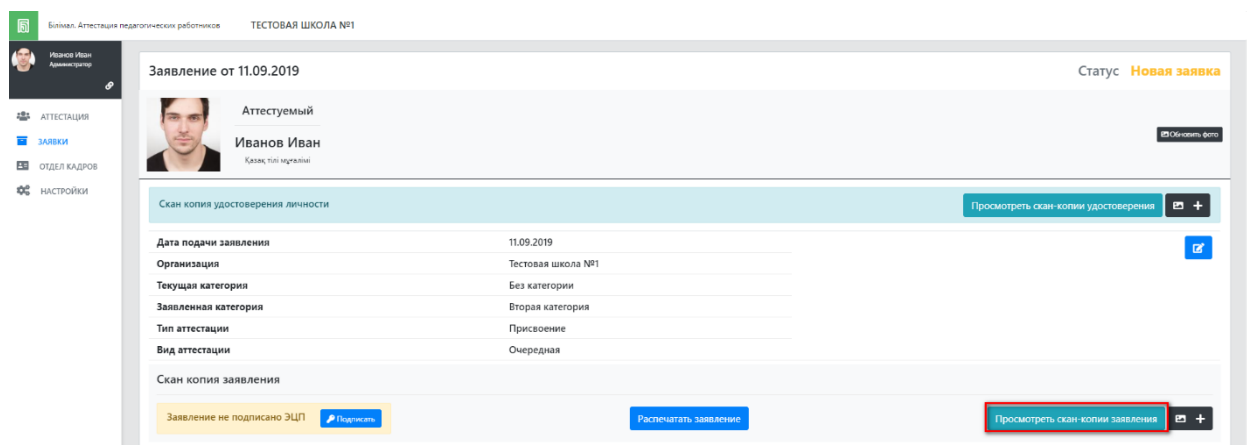 Білімал. Аттестация педагогических работников ТЕСТОВАЯ ШКОЛА №1
Иванов Иван
Администратор
Заявление от 11.09.2019 Статус Новая заявка
АТТЕСТАЦИЯ
ЗАЯВКИ
ОТДЕЛ КАДРОВ
НАСТРОЙКИ
Аттестуемый
Иванов Иван
Қазақ тілі мұғалімі
Обновить фото
Скан копия удостоверения личности Просмотреть скан-копии удостоверения
Дата подачи заявления 11.09.2019
Организация Тестовая школа №1
Текущая категория Без категории
Заявленная категория Вторая категория
Тип аттестации Присвоение
Вид аттестации Очередная
Скан копия заявления
Заявление не подписано ЭЦП Подписать Распечатать заявление Просмотреть скан-копии заявления